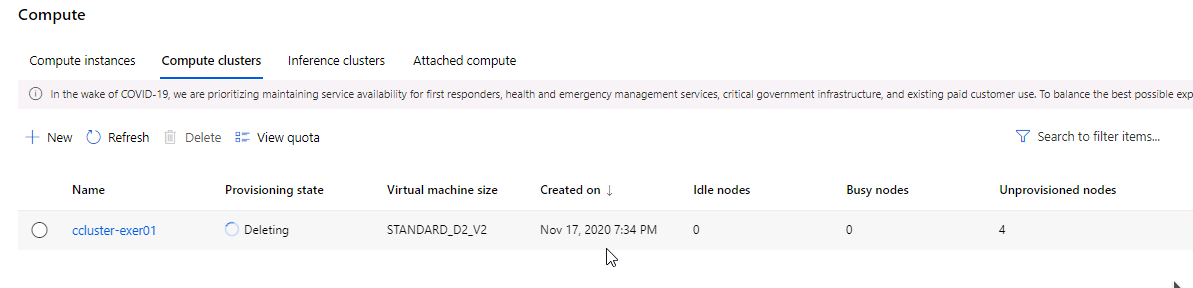 Compute
Compute instances Compute clusters Inference clusters Attached compute
In the wake of COVID-19, we are prioritizing maintaining service availability for first responders, health and emergency management services, critical government infrastructure, and existing paid customer use. To balance the best possible exp
New Refresh Delete View quota Search to filter items...
Name Provisioning state Virtual machine size Created on ↓ Idle nodes Busy nodes Unprovisioned nodes
ccluster-exer01 Deleting STANDARD_D2_V2 Nov 17, 2020 7:34 PM 0 0 4